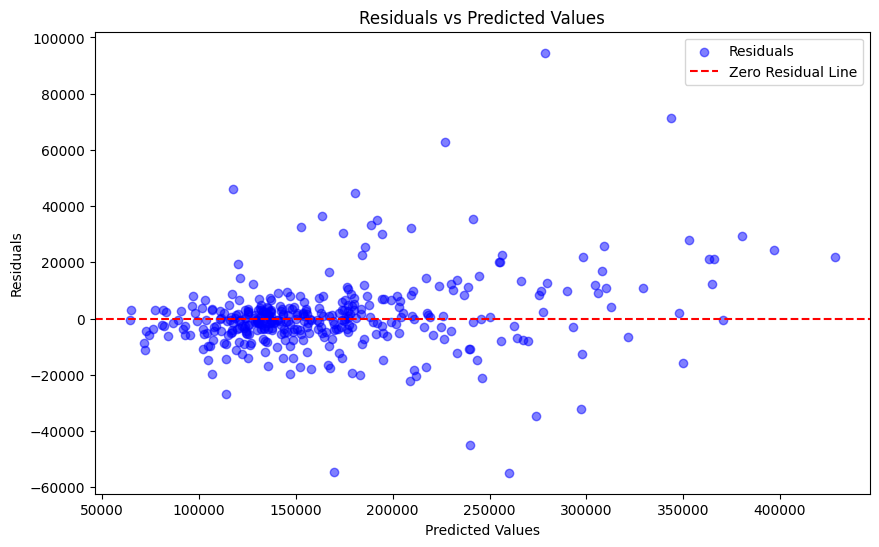 Residuals vs Predicted Values
100000
80000
60000
40000
20000
0
−20000
−40000
−60000
Residuals
Residuals
Zero Residual Line
50000 100000 150000 200000 250000 300000 350000 400000
Predicted Values